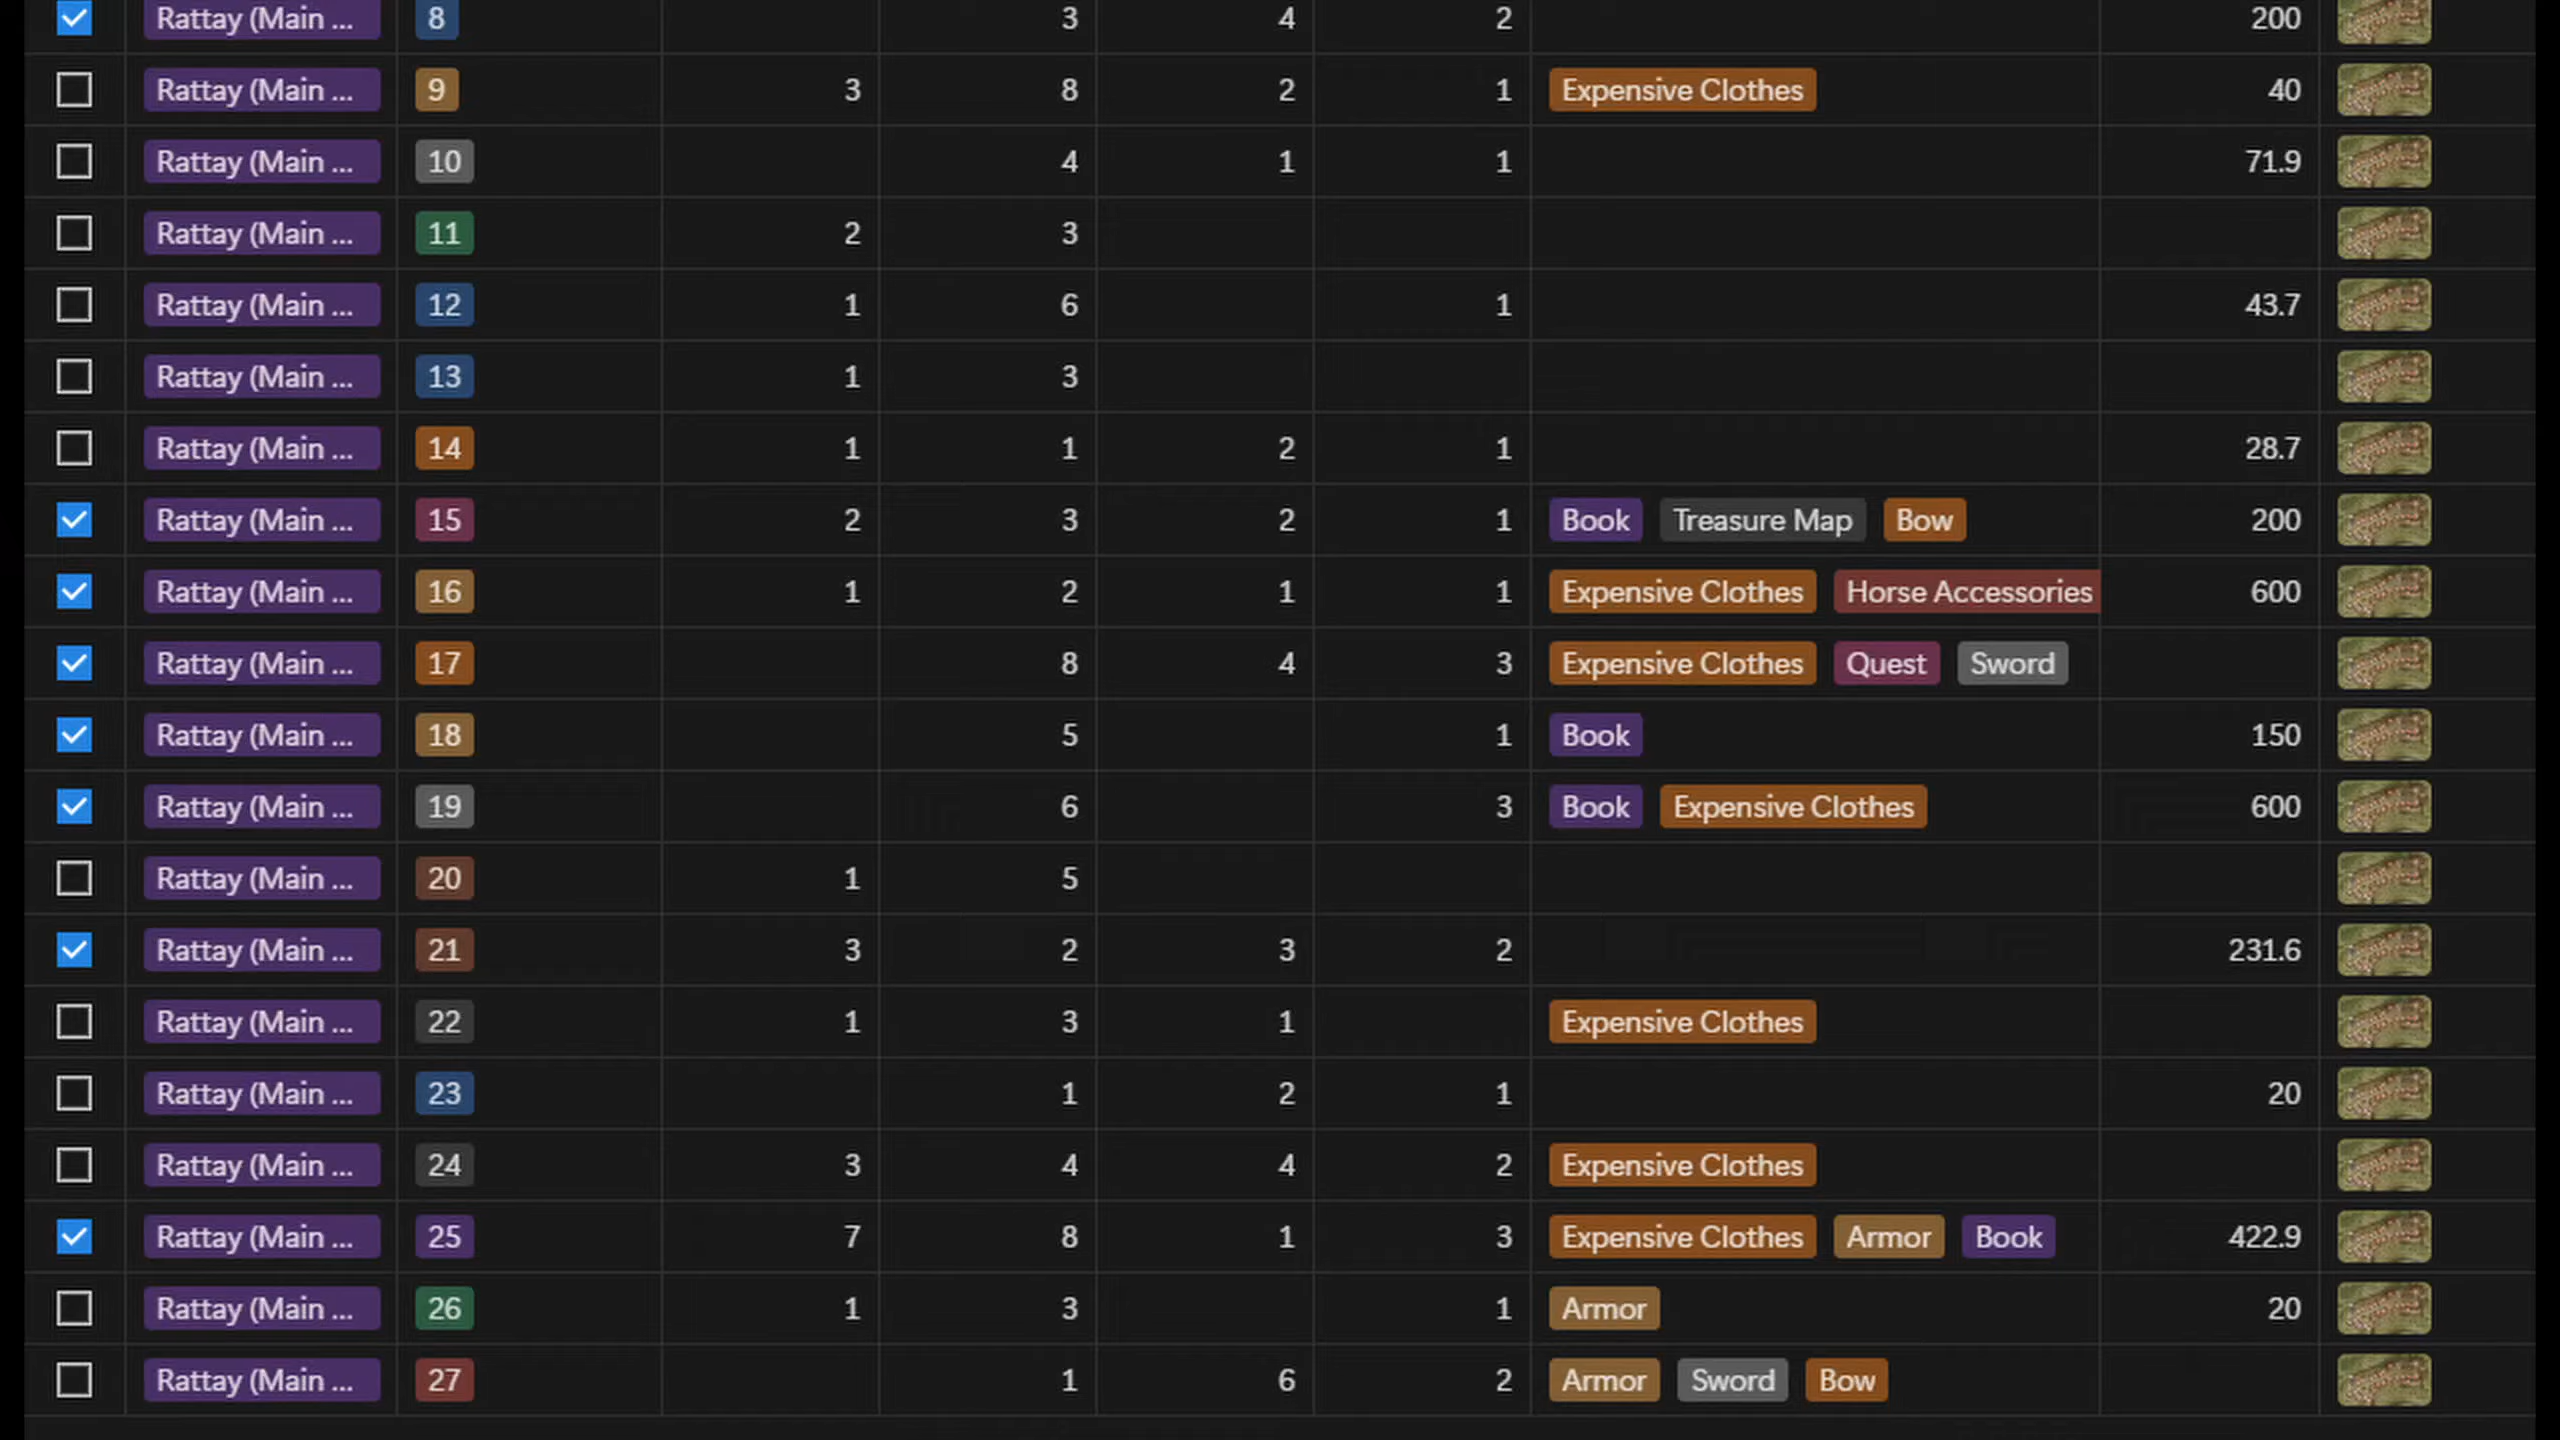 Rattay (Main ... 8 3 4 2 200
Rattay (Main ... 9 3 8 2 1 Expensive Clothes 40
Rattay (Main ... 10 4 1 1 71.9
Rattay (Main ... 11 2 3
Rattay (Main ... 12 1 6 1 43.7
Rattay (Main ... 13 1 3
Rattay (Main ... 14 1 1 2 1 28.7
Rattay (Main ... 15 2 3 2 1 Book Treasure Map Bow 200
Rattay (Main ... 16 1 2 1 1 Expensive Clothes Horse Accessories 600
Rattay (Main ... 17 8 4 3 Expensive Clothes Quest Sword
Rattay (Main ... 18 5 1 Book 150
Rattay (Main ... 19 6 3 Book Expensive Clothes 600
Rattay (Main ... 20 1 5
Rattay (Main ... 21 3 2 3 2 231.6
Rattay (Main ... 22 1 3 1 Expensive Clothes
Rattay (Main ... 23 1 2 1 20
Rattay (Main ... 24 3 4 4 2 Expensive Clothes
Rattay (Main ... 25 7 8 1 3 Expensive Clothes Armor Book 422.9
Rattay (Main ... 26 1 3 1 Armor 20
Rattay (Main ... 27 1 6 2 Armor Sword Bow